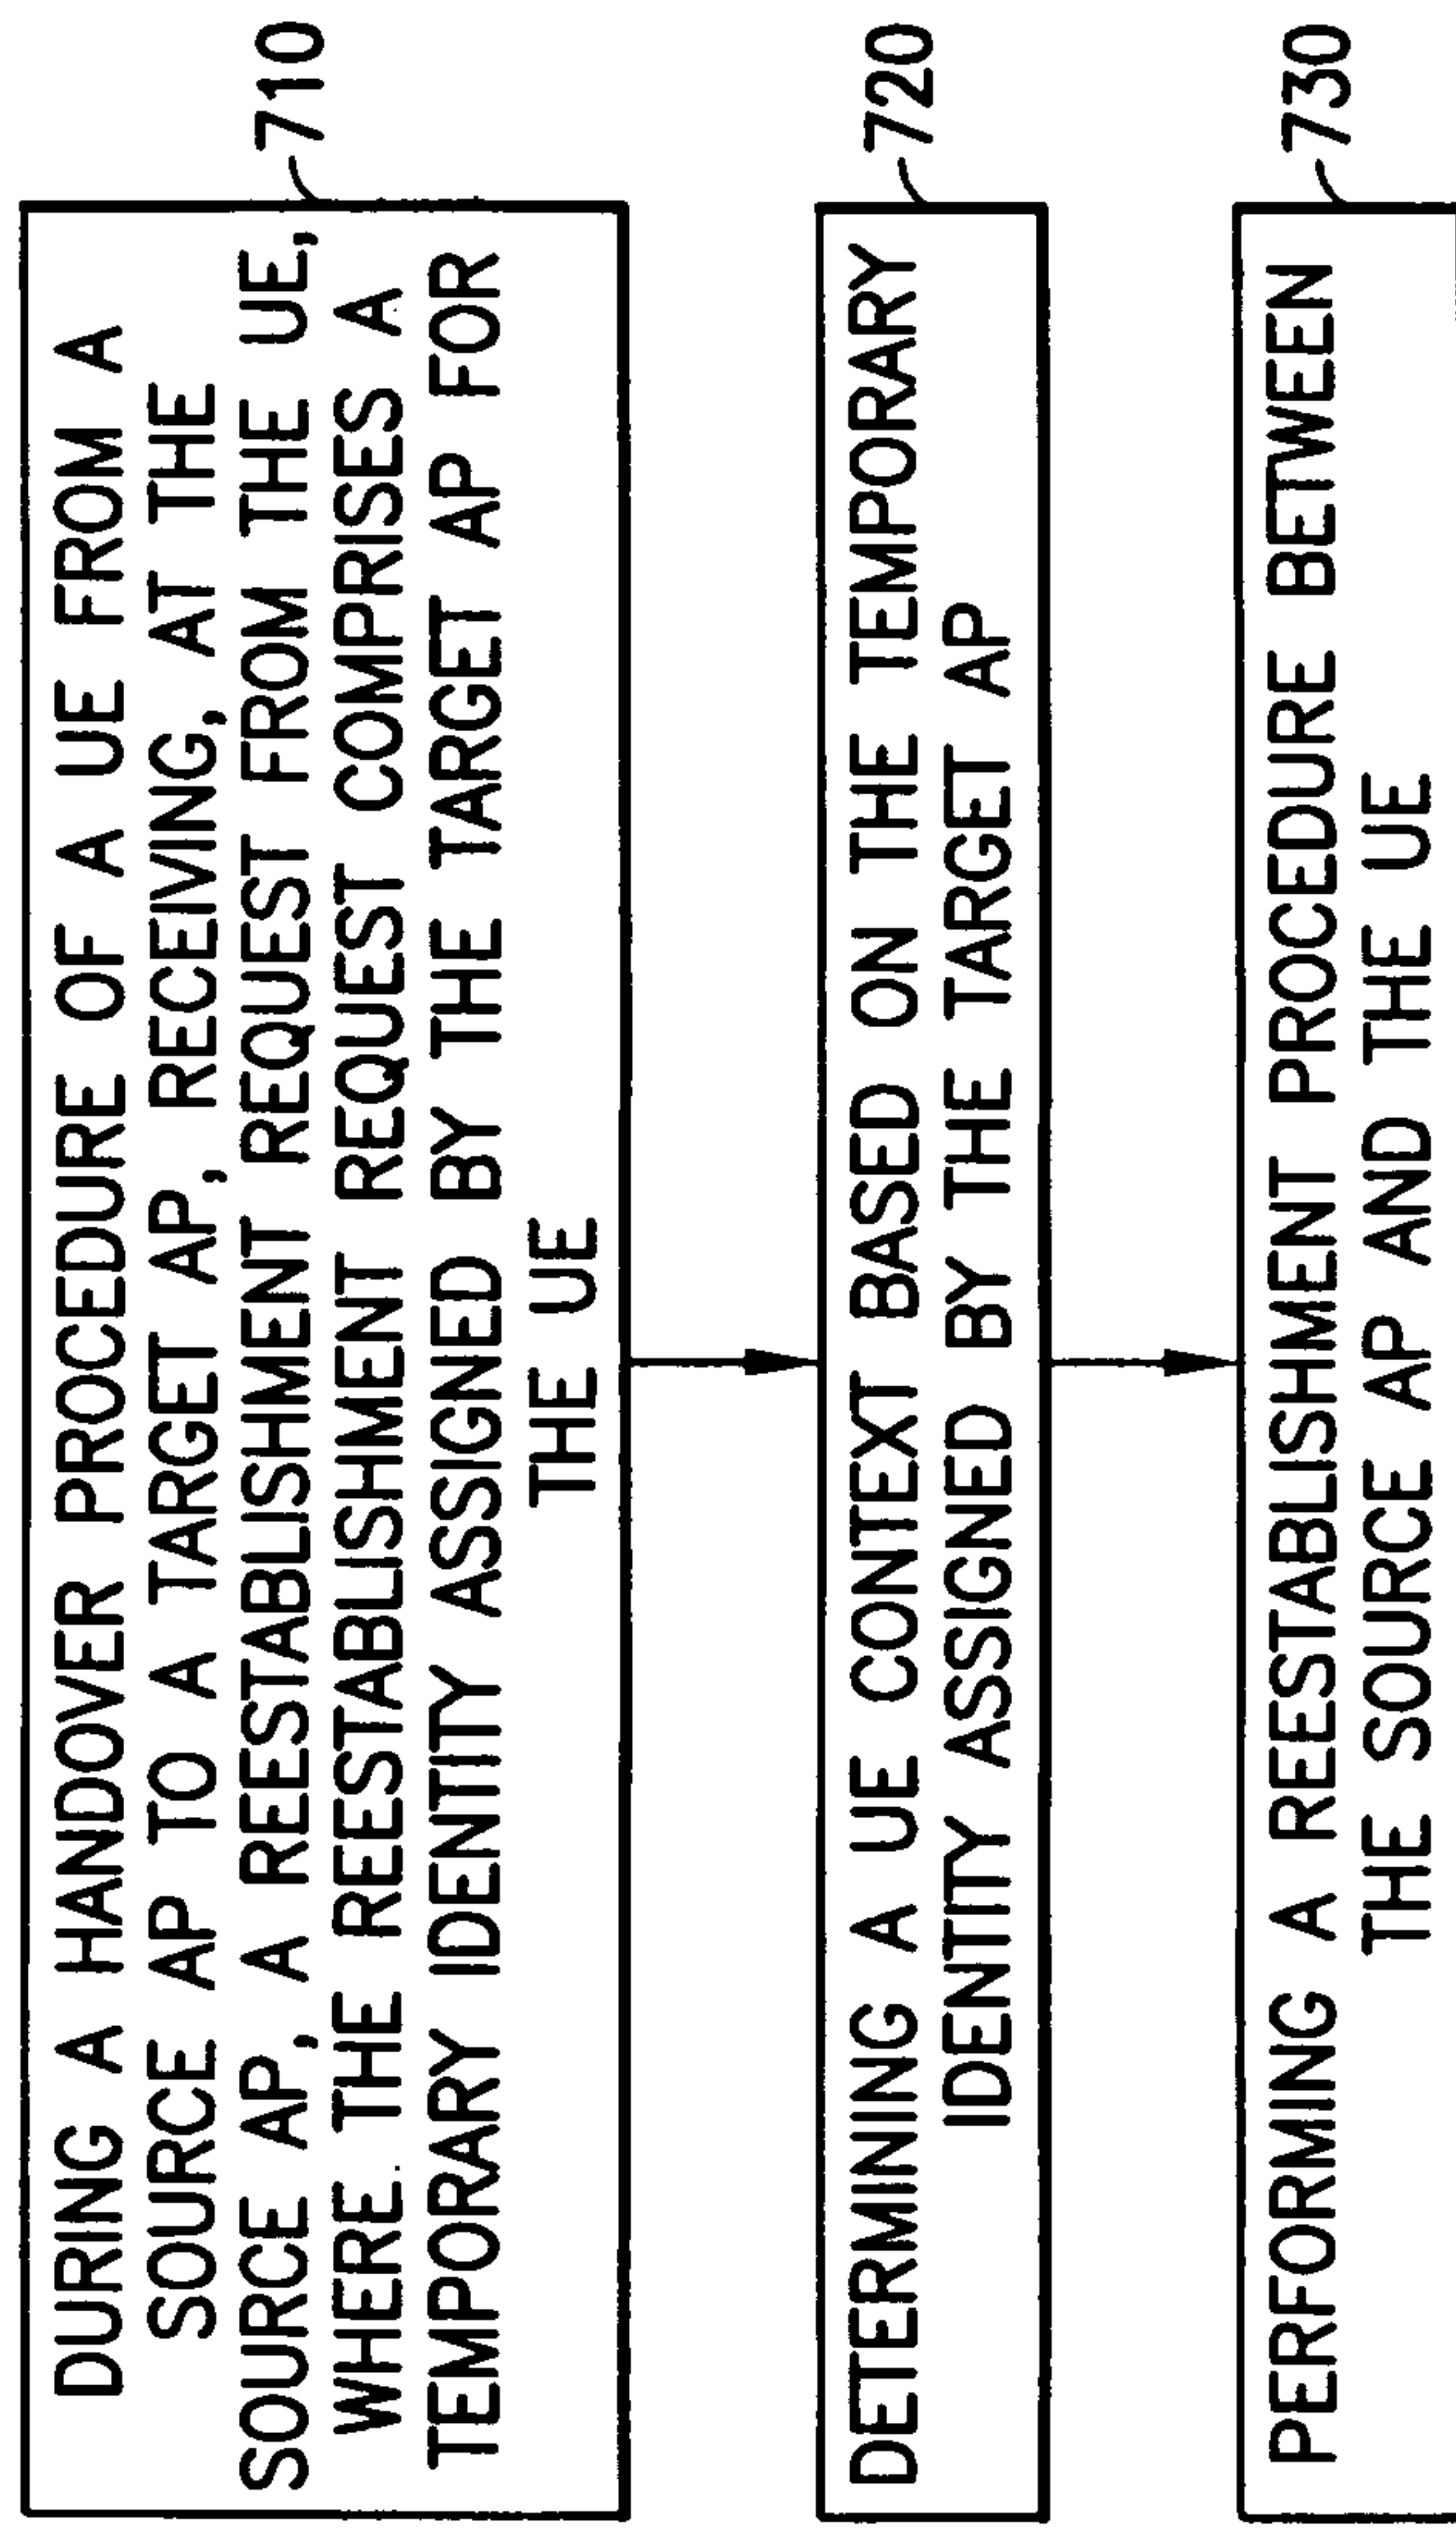 DURING A HANDOVER PROCEDURE OF A UE FROM A
SOURCE AP TO A TARGET AP, RECEIVING, AT THE
SOURCE AP, A REESTABLISHMENT REQUEST FROM THE UE,
WHERE THE REESTABLISHMENT REQUEST COMPRISES A
TEMPORARY IDENTITY ASSIGNED BY THE TARGET AP FOR
THE UE
710
DETERMINING A UE CONTEXT BASED ON THE TEMPORARY
IDENTITY ASSIGNED BY THE TARGET AP
720
PERFORMING A REESTABLISHMENT PROCEDURE BETWEEN
THE SOURCE AP AND THE UE
730